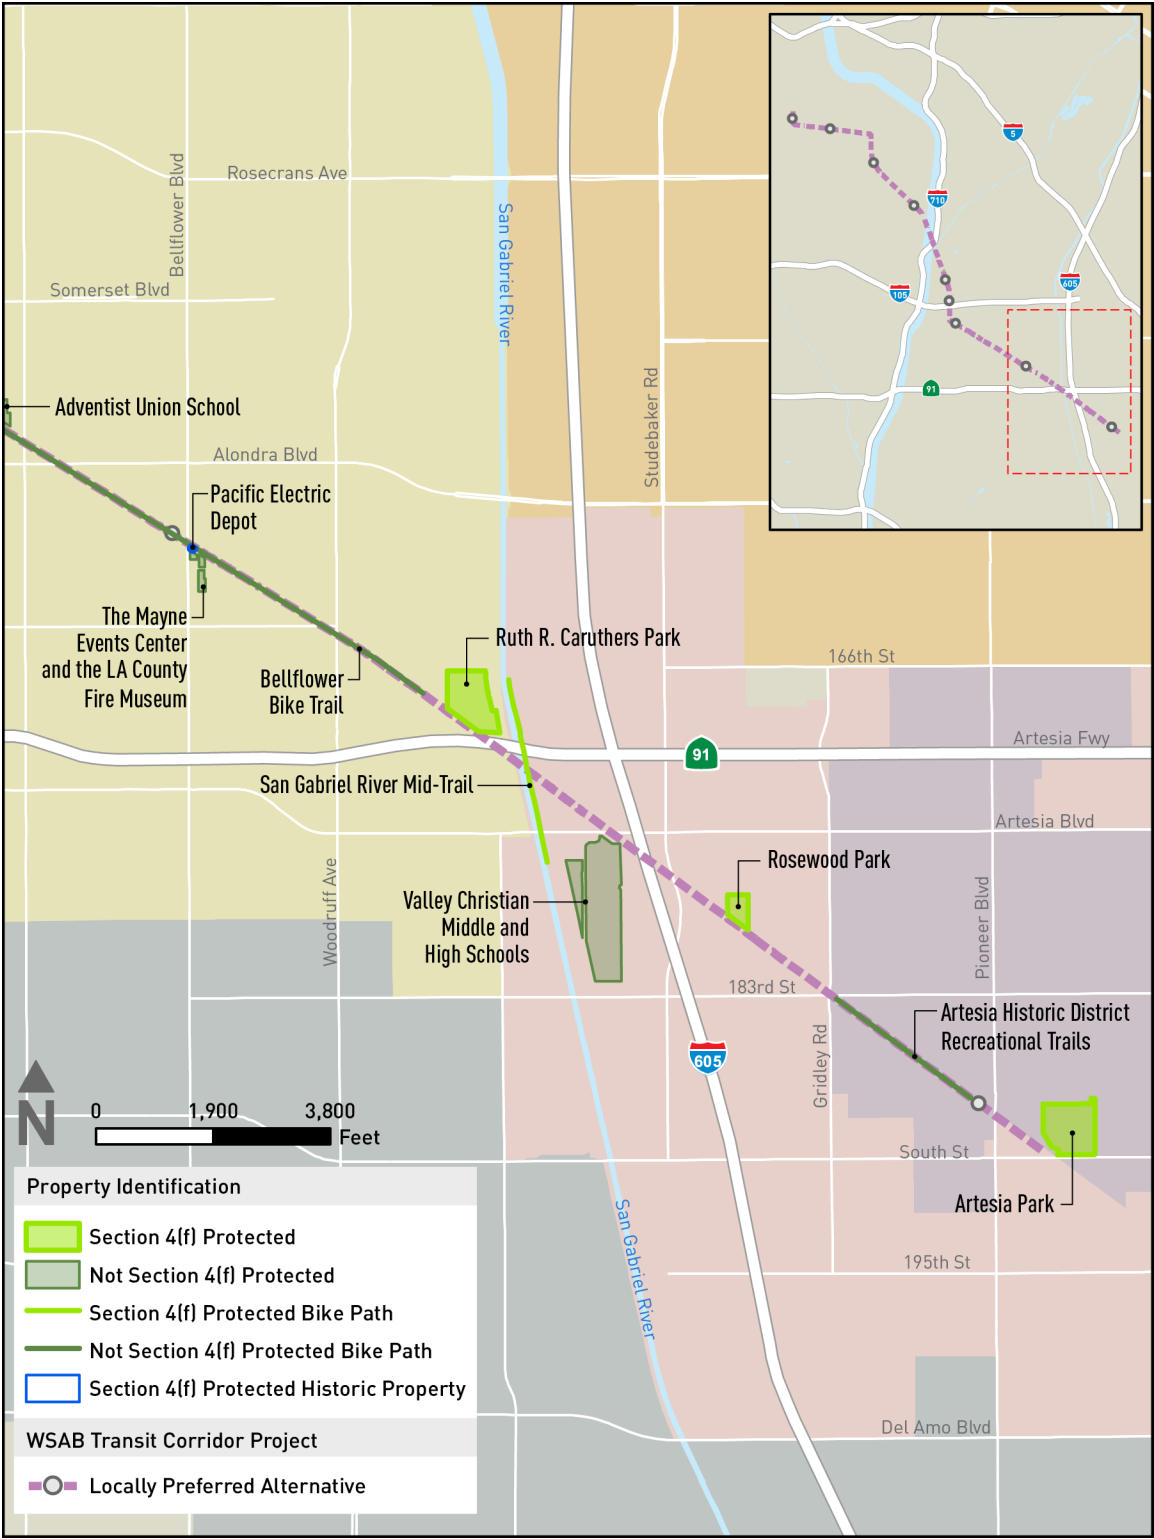 5
710
105
605
91
Rosecrans Ave
Bellflower Blvd
San Gabriel River
Somerset Blvd
Studebaker Rd
Adventist Union School
Alondra Blvd
Pacific Electric
Depot
The Mayne
Events Center
and the LA County
Fire Museum
Ruth R. Caruthers Park
166th St
Bellflower
Bike Trail
Artesia Fwy
91
San Gabriel River Mid-Trail
Artesia Blvd
Rosewood Park
Woodruff Ave
Valley Christian
Middle and
High Schools
Pioneer Blvd
183rd St
Artesia Historic District
Recreational Trails
Gridley Rd
605
N
0 1,900 3,800
Feet
South St
Artesia Park
San Gabriel River
195th St
Del Amo Blvd
Property Identification
Section 4(f) Protected
Not Section 4(f) Protected
Section 4(f) Protected Bike Path
Not Section 4(f) Protected Bike Path
Section 4(f) Protected Historic Property
WSAB Transit Corridor Project
Locally Preferred Alternative